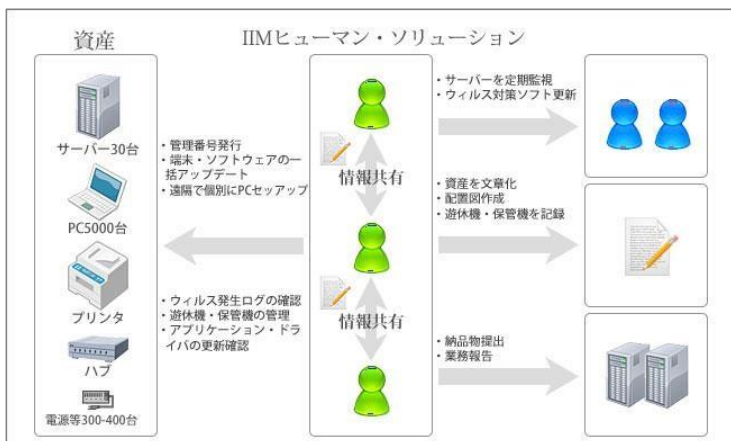 資産
IIMヒューマン・ソリューション
サーバー30台
PC5000台
プリンタ
ハブ
電源等300-400台
・管理番号発行
・端末・ソフトウェアの一
括アップデート
・遠隔で個別にPCセッアップ
・ウィルス発生ログの確認
・遊休機・保管機の管理
・アプリケーション・ドラ
イバの更新確認
情報共有
情報共有
・サーバーを定期監視
・ウィルス対策ソフト更新
・資産を文章化
・配置図作成
・遊休機・保管機を記録
・納品物提出
・業務報告